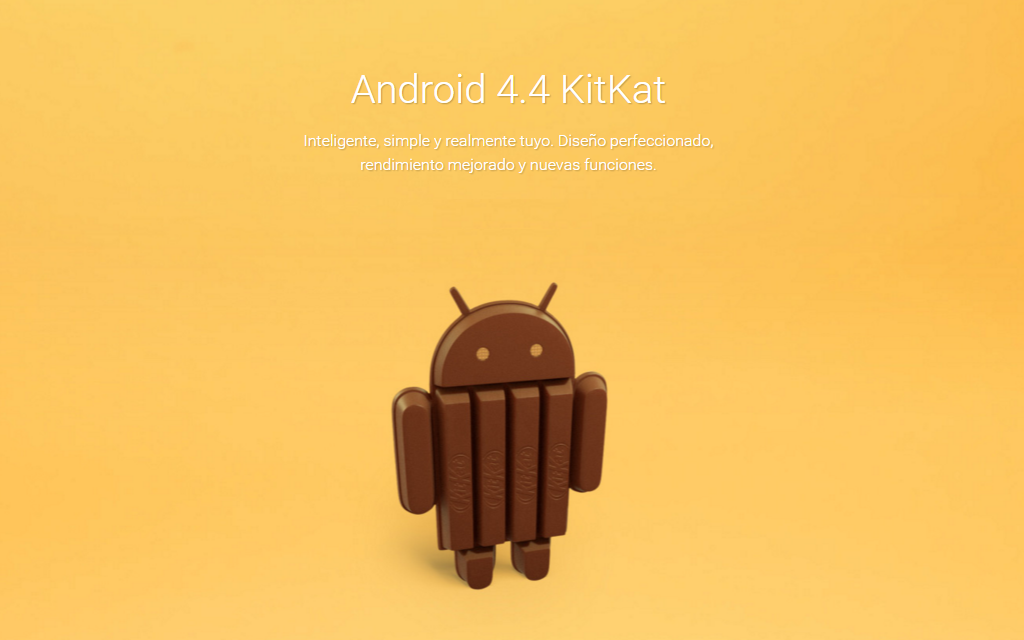 Android 4.4 KitKat
Inteligente, simple y realmente tuyo. Diseño perfeccionado,
rendimiento mejorado y nuevas funciones.
KitKat KitKat KitKat KitKat